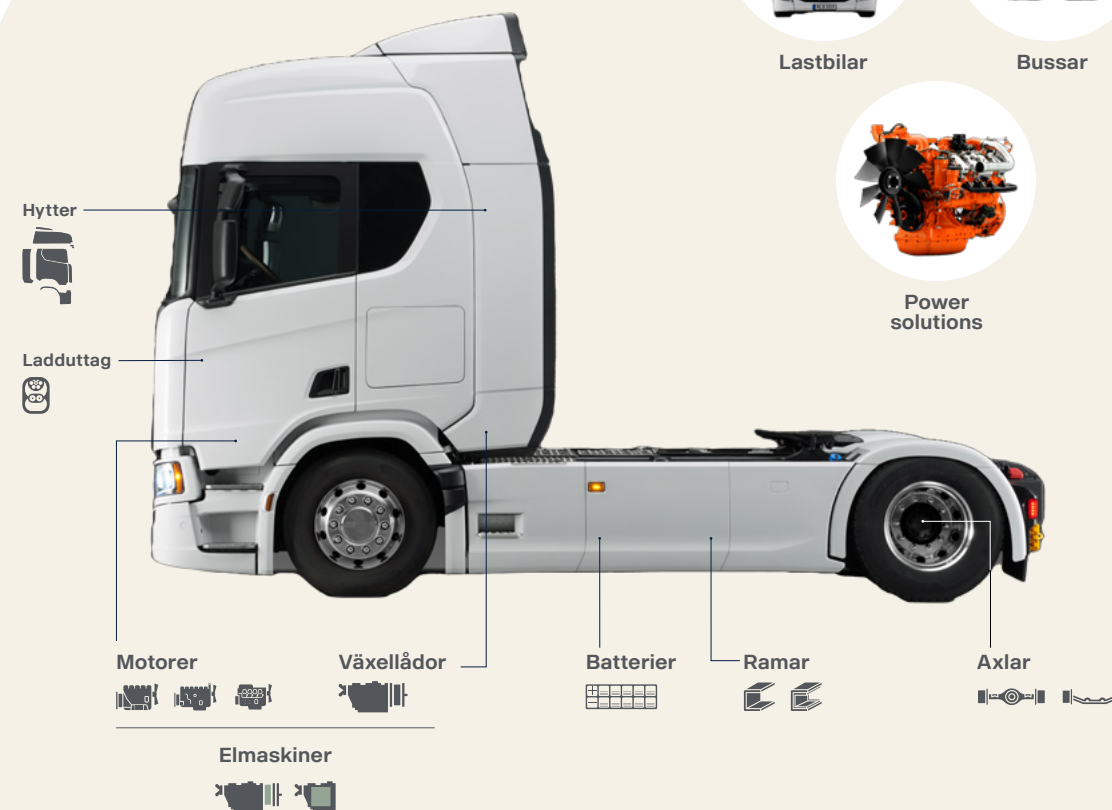 Lastbilar
Bussar
Power
solutions
Hytter
Ladduttag
Motorer
Växellådor
Batterier
Ramar
Axlar
Elmaskiner